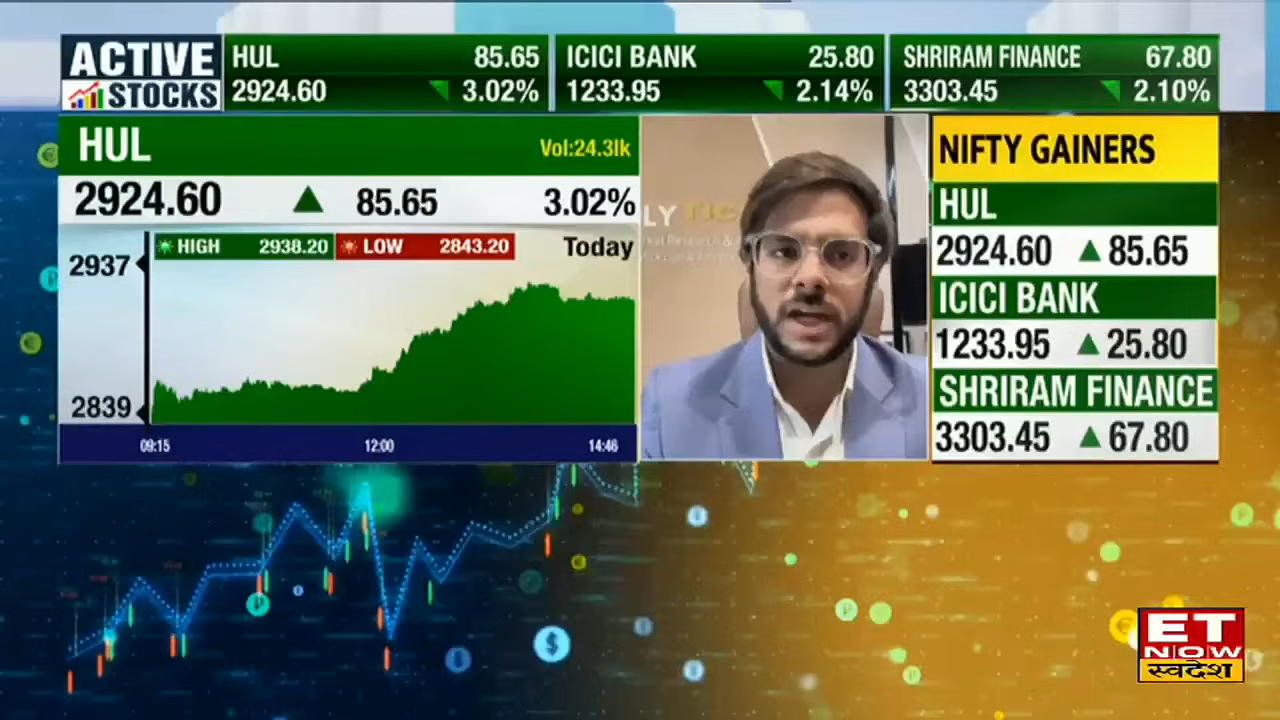 ACTIVE
STOCKS
HUL 85.65
2924.60 3.02%
ICICI BANK 25.80
1233.95 2.14%
SHRIRAM FINANCE 67.80
3303.45 2.10%
HUL
Vol:24.3lk
2924.60 85.65 3.02%
HIGH 2938.20 LOW 2843.20 Today
2937
2839
09:15 12:00 14:46
LY
NIFTY GAINERS
HUL
2924.60 85.65
ICICI BANK
1233.95 25.80
SHRIRAM FINANCE
3303.45 67.80
ET
NOW
स्वदेश